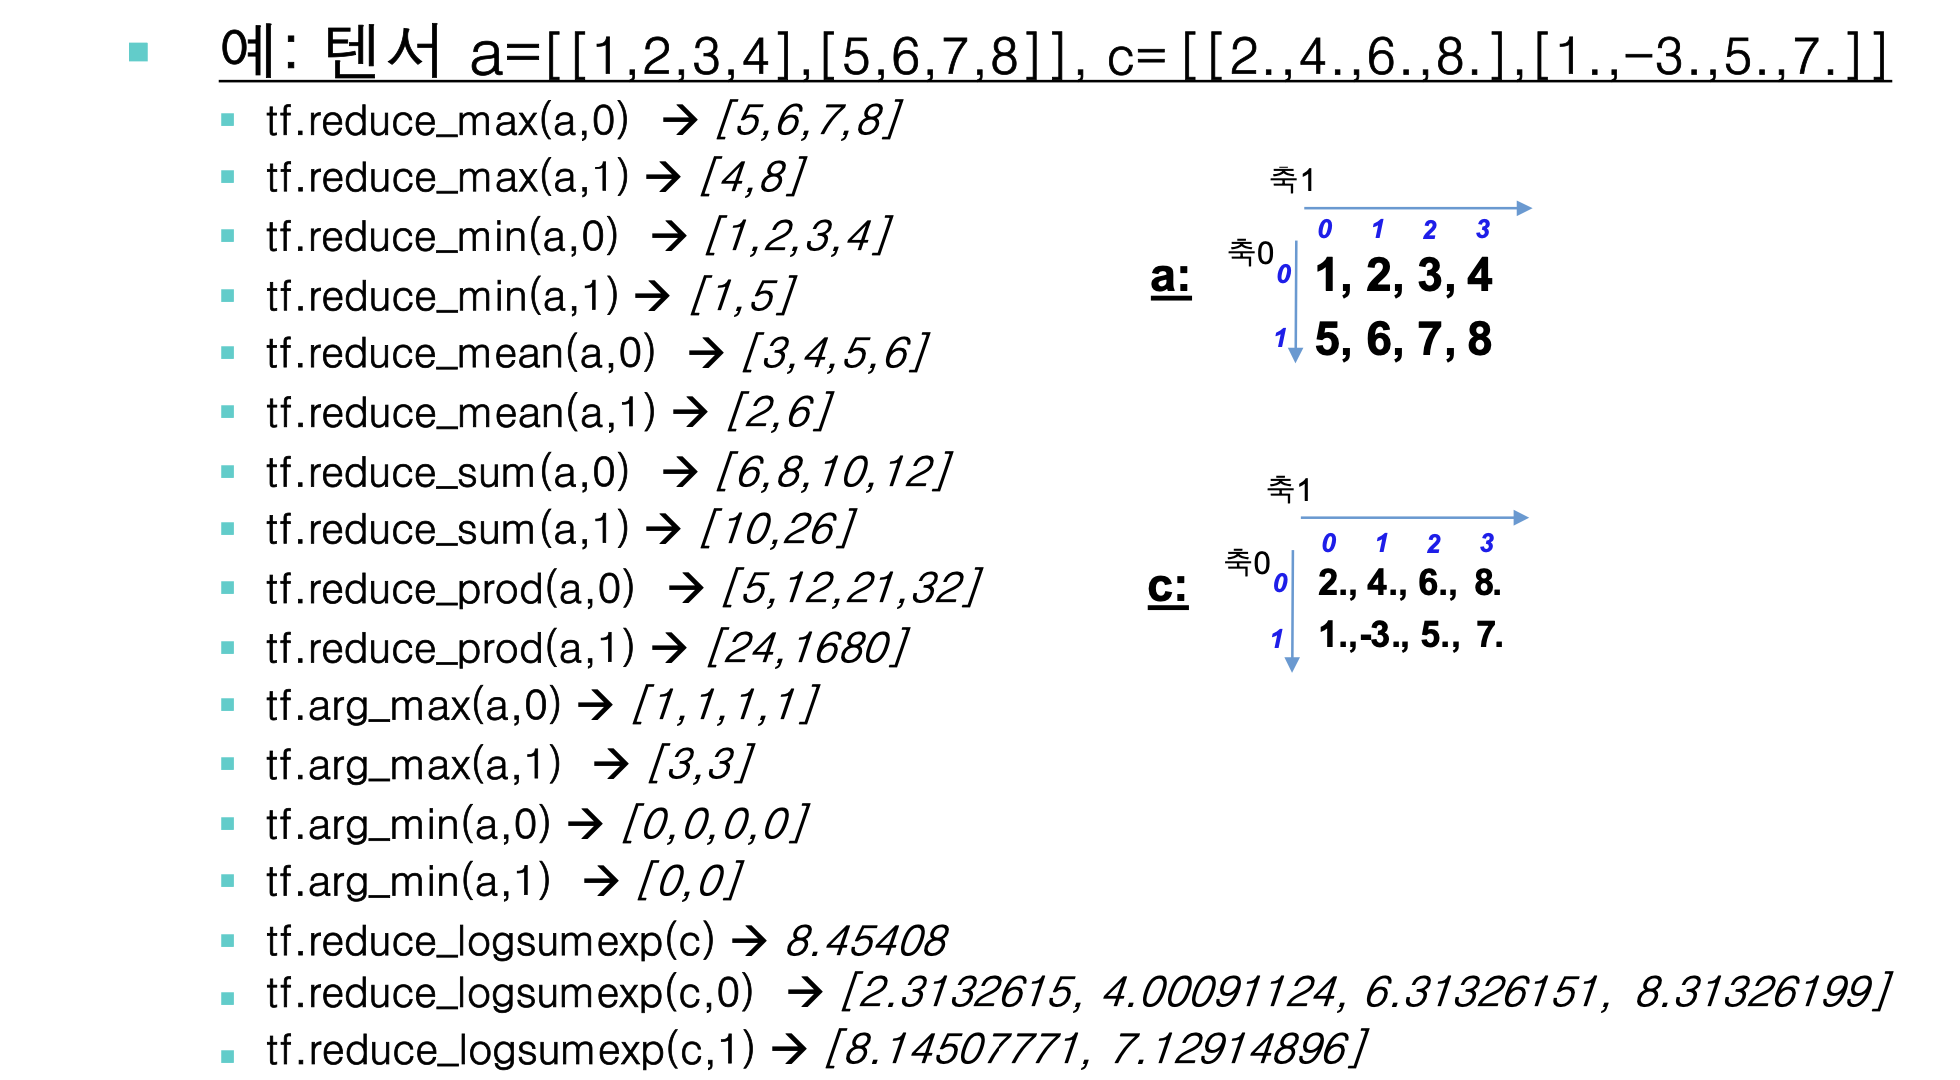 예: 텐서 a=[[1,2,3,4],[5,6,7,8]], c=[[2.,4.,6.,8.],[1.,-3.,5.,7.]]
tf.reduce_max(a,0) → [5,6,7,8]
tf.reduce_max(a,1) → [4,8]
tf.reduce_min(a,0) → [1,2,3,4]
tf.reduce_min(a,1) → [1,5]
tf.reduce_mean(a,0) → [3,4,5,6]
tf.reduce_mean(a,1) → [2,6]
tf.reduce_sum(a,0) → [6,8,10,12]
tf.reduce_sum(a,1) → [10,26]
tf.reduce_prod(a,0) → [5,12,21,32]
tf.reduce_prod(a,1) → [24,1680]
tf.arg_max(a,0) → [1,1,1,1]
tf.arg_max(a,1) → [3,3]
tf.arg_min(a,0) → [0,0,0,0]
tf.arg_min(a,1) → [0,0]
tf.reduce_logsumexp(c) → 8.45408
tf.reduce_logsumexp(c,0) → [2.3132615, 4.00091124, 6.31326151, 8.31326199]
tf.reduce_logsumexp(c,1) → [8.14507771, 7.12914896]
축1
0 1 2 3
축0
a: 0 1, 2, 3, 4
1 5, 6, 7, 8
축1
0 1 2 3
축0
c: 0 2., 4., 6., 8.
1 1.,-3., 5., 7.